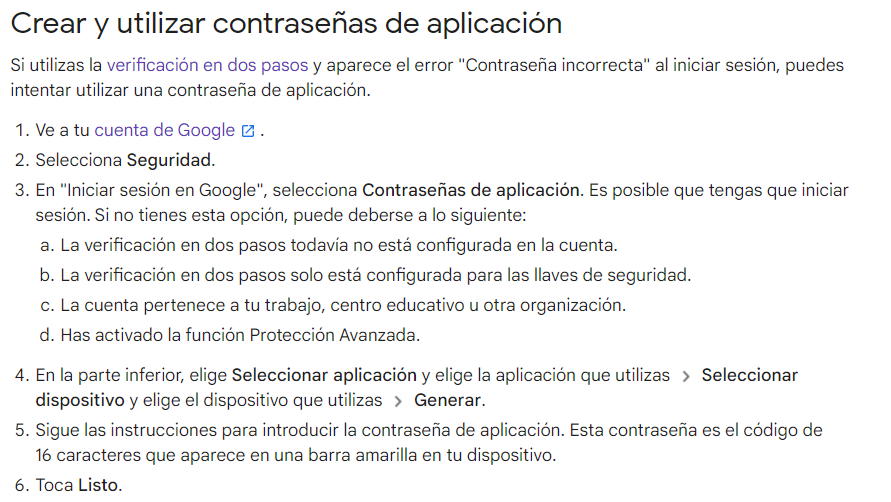 Crear y utilizar contraseñas de aplicación
Si utilizas la verificación en dos pasos y aparece el error "Contraseña incorrecta" al iniciar sesión, puedes
intentar utilizar una contraseña de aplicación.
1. Ve a tu cuenta de Google .
2. Selecciona Seguridad.
3. En "Iniciar sesión en Google", selecciona Contraseñas de aplicación. Es posible que tengas que iniciar
sesión. Si no tienes esta opción, puede deberse a lo siguiente:
a. La verificación en dos pasos todavía no está configurada en la cuenta.
b. La verificación en dos pasos solo está configurada para las llaves de seguridad.
c. La cuenta pertenece a tu trabajo, centro educativo u otra organización.
d. Has activado la función Protección Avanzada.
4. En la parte inferior, elige Seleccionar aplicación y elige la aplicación que utilizas > Seleccionar
dispositivo y elige el dispositivo que utilizas > Generar.
5. Sigue las instrucciones para introducir la contraseña de aplicación. Esta contraseña es el código de
16 caracteres que aparece en una barra amarilla en tu dispositivo.
6. Toca Listo.